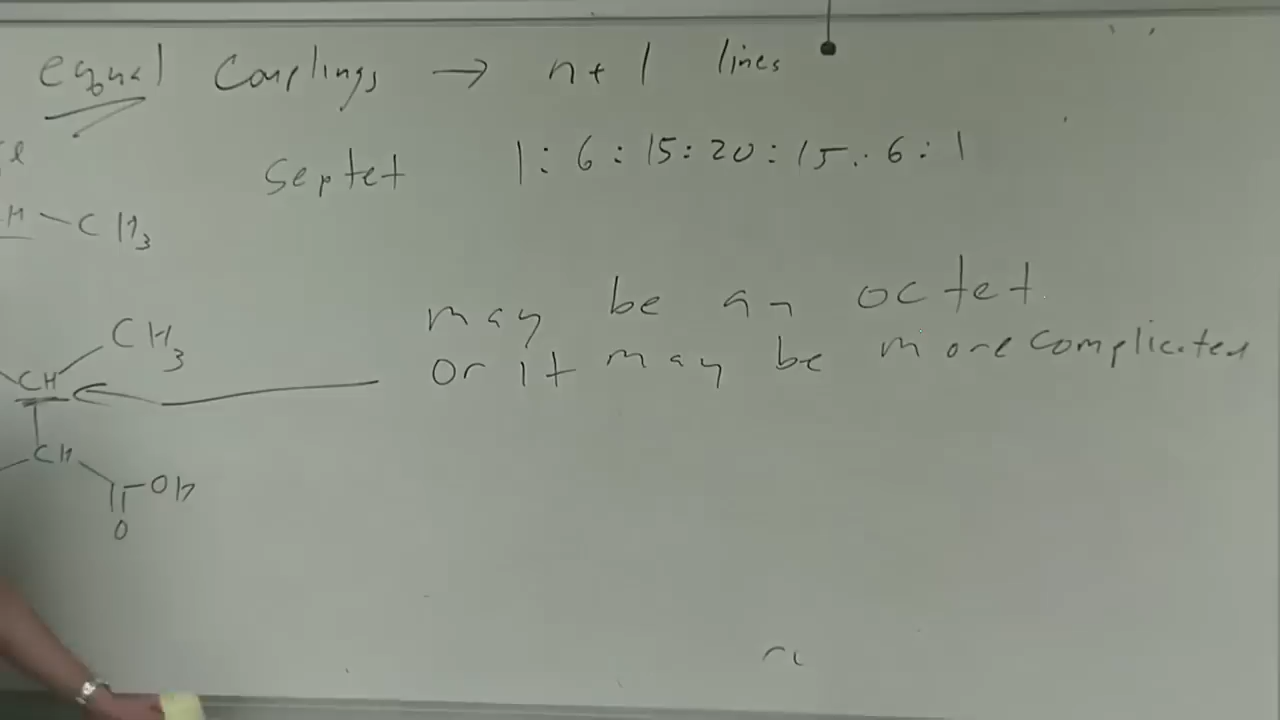 equal couplings → n+1 lines
septet 1:6:15:20:15:6:1
H-CH3
may be an octet
or it may be more complicated
CH3
CH
CH
OH
O